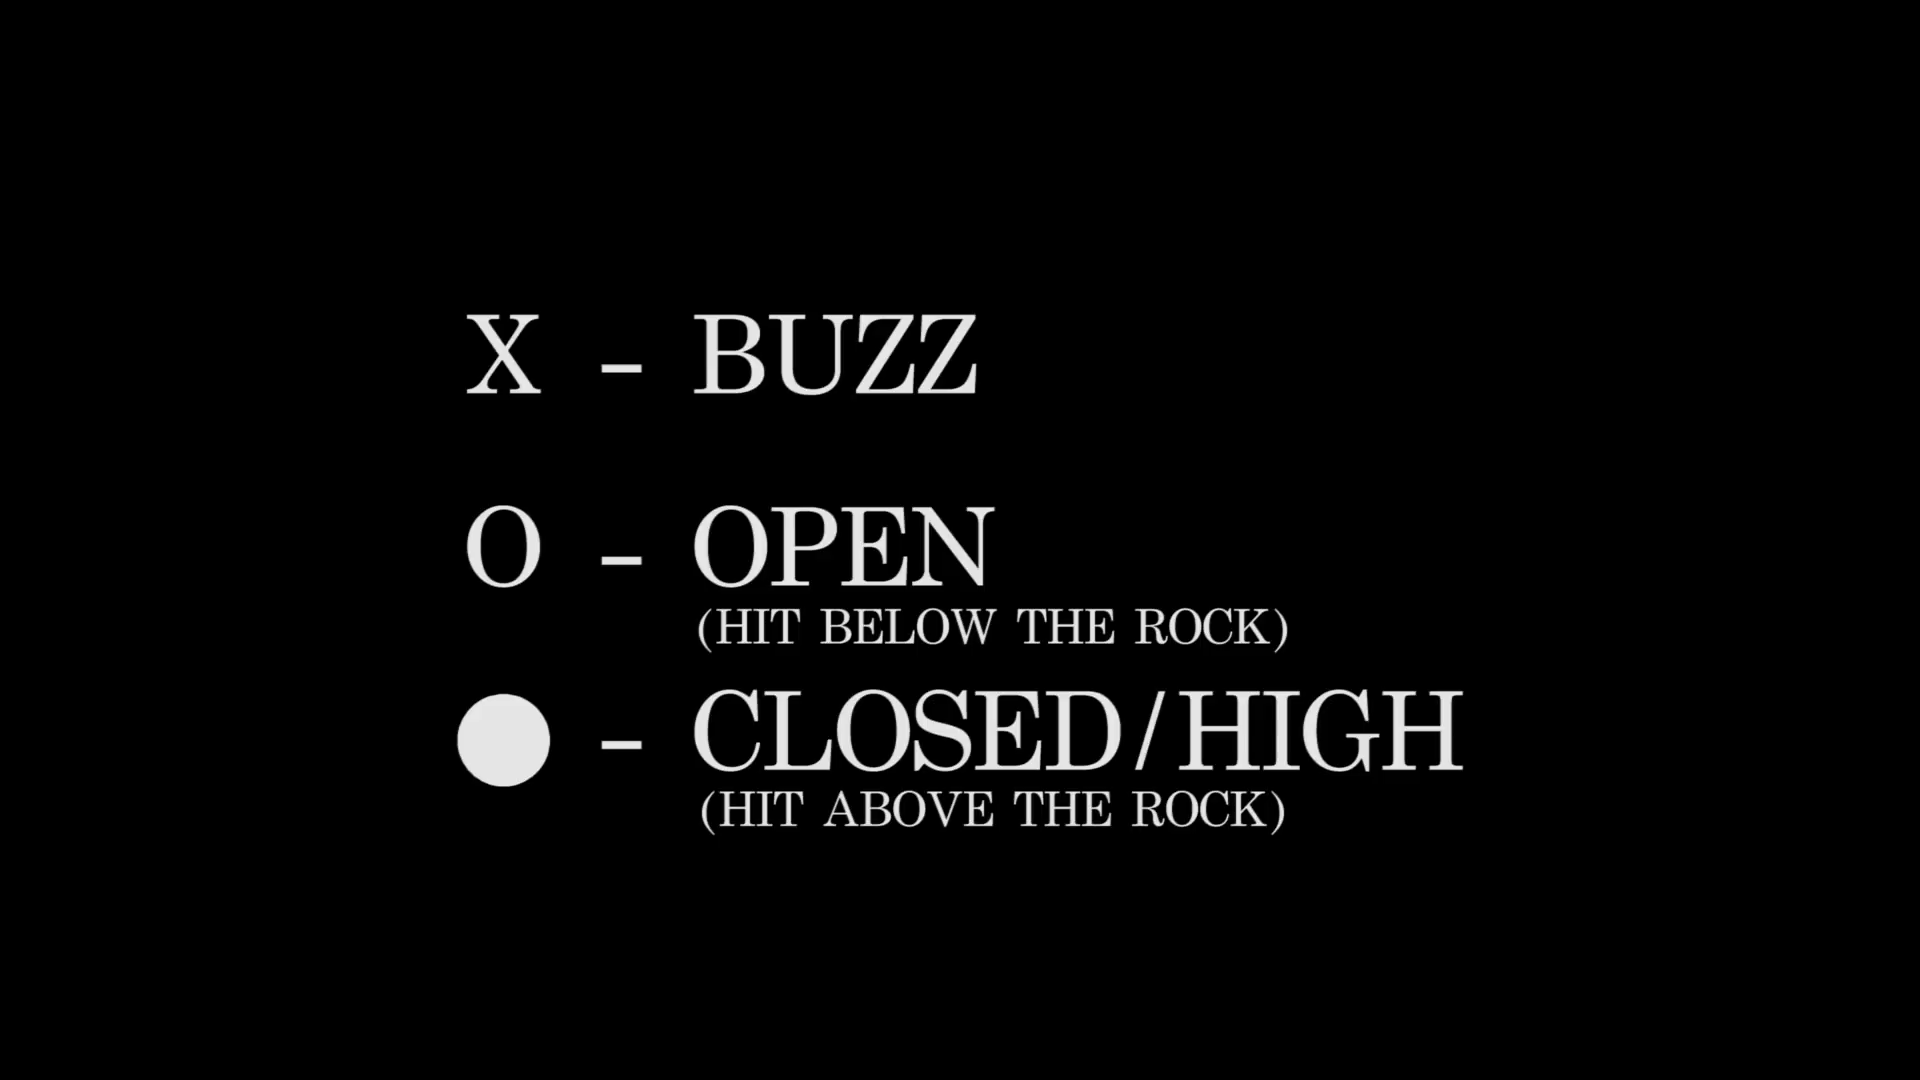 X - BUZZ
O - OPEN
(HIT BELOW THE ROCK)
● - CLOSED/HIGH
(HIT ABOVE THE ROCK)